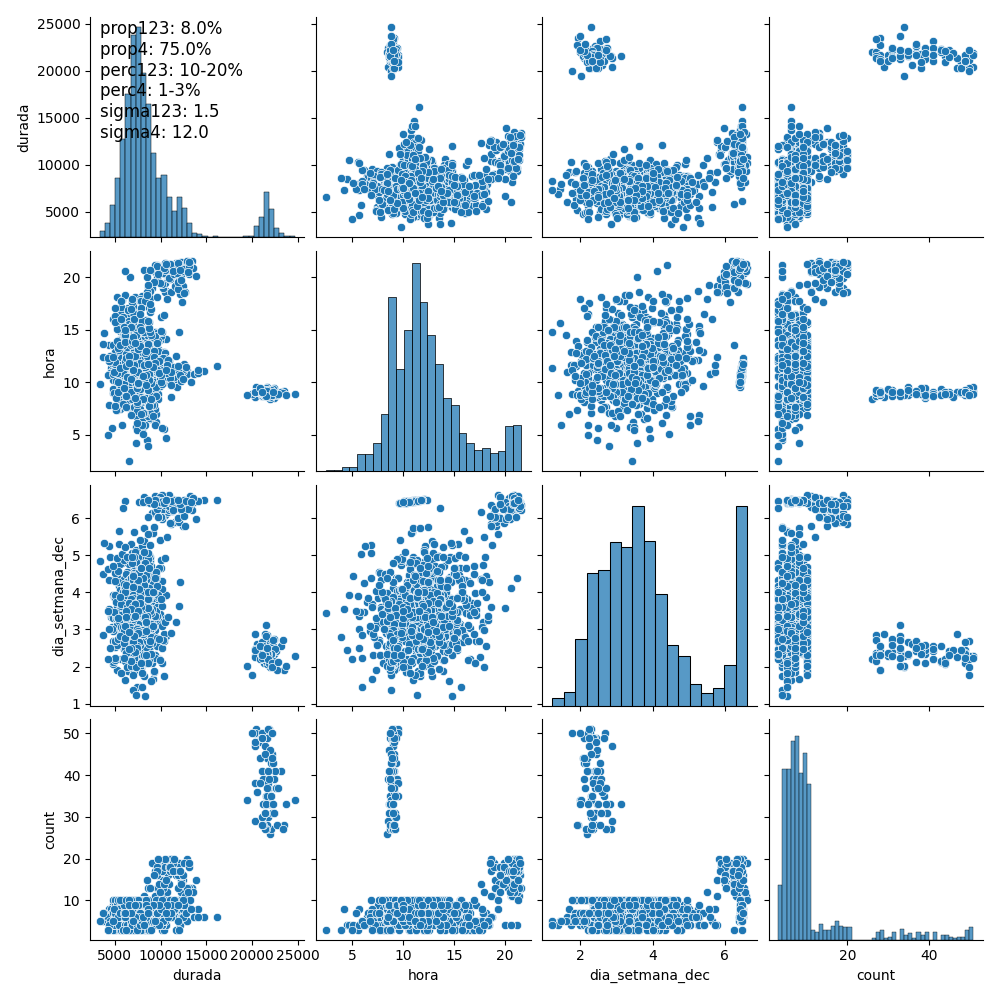 25000
prop123: 8.0%
prop4: 75.0%
20000
perc123: 10-20%
perc4: 1-3%
15000
sigma123: 1.5
sigma4: 12.0
10000
5000
durada
20
15
10
5
hora
6
5
4
3
2
1
dia_setmana_dec
50
40
30
20
10
count
5000 10000 15000 20000 25000
durada
5 10 15 20
hora
2 4 6
dia_setmana_dec
20 40
count